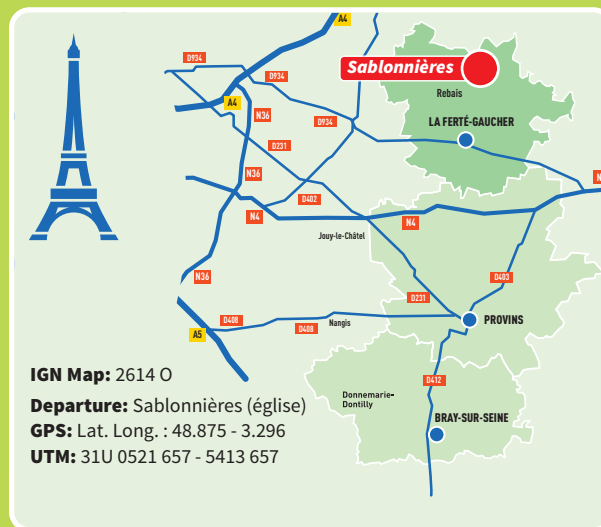 A4
D934
Sablonnières
D934
Rebais
A4
N36
D934
LA FERTÉ-GAUCHER
D231
N36
D402
N4
N4
Jouy-le-Châtel
N36
D403
D231
D408
D408
Nangis
PROVINS
A5
IGN Map: 2614 O
D412
Donnemarie-
Dontilly
Departure: Sablonnières (église)
BRAY-SUR-SEINE
GPS: Lat. Long. : 48.875 - 3.296
UTM: 31U 0521 657 - 5413 657